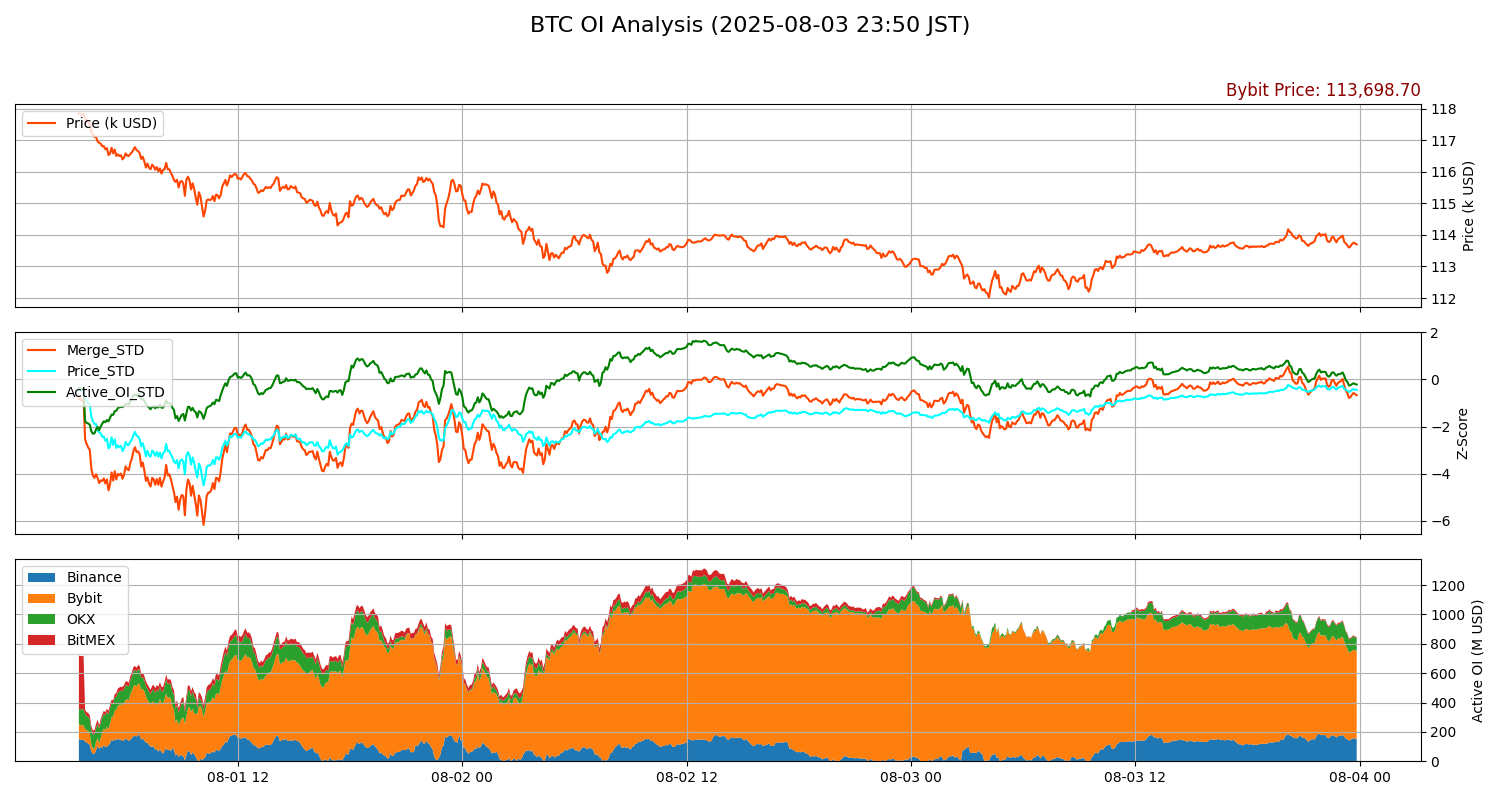 BTC OI Analysis (2025-08-03 23:50 JST)
Bybit Price: 113,698.70
Price (k USD)
118
117
116
115
114
113
112
Price (k USD)
Merge_STD
Price_STD
Active_OI_STD
2
0
−2
−4
−6
Z-Score
Binance
Bybit
OKX
BitMEX
1200
1000
800
600
400
200
0
Active OI (M USD)
08-01 12
08-02 00
08-02 12
08-03 00
08-03 12
08-04 00